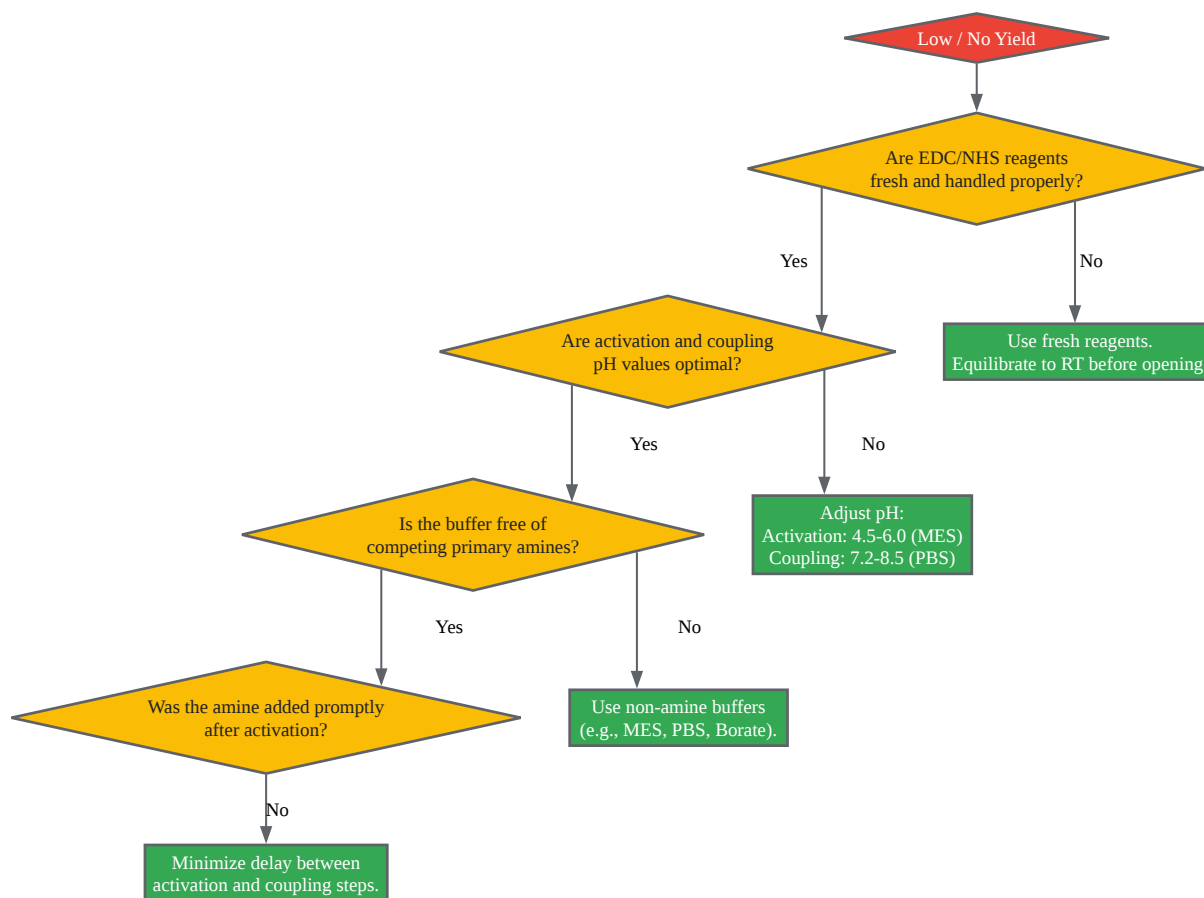 Low / No Yield
Are EDC/NHS reagents
fresh and handled properly?
Yes
No
Use fresh reagents.
Equilibrate to RT before opening.
Are activation and coupling
pH values optimal?
Yes
No
Adjust pH:
Activation: 4.5-6.0 (MES)
Coupling: 7.2-8.5 (PBS)
Is the buffer free of
competing primary amines?
Yes
No
Use non-amine buffers
(e.g., MES, PBS, Borate).
Was the amine added promptly
after activation?
No
Minimize delay between
activation and coupling steps.